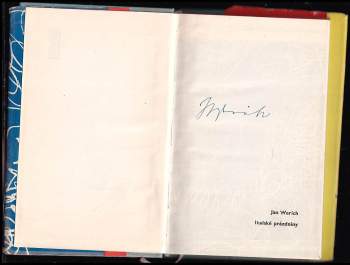 Jan Werich
Italské prázdniny